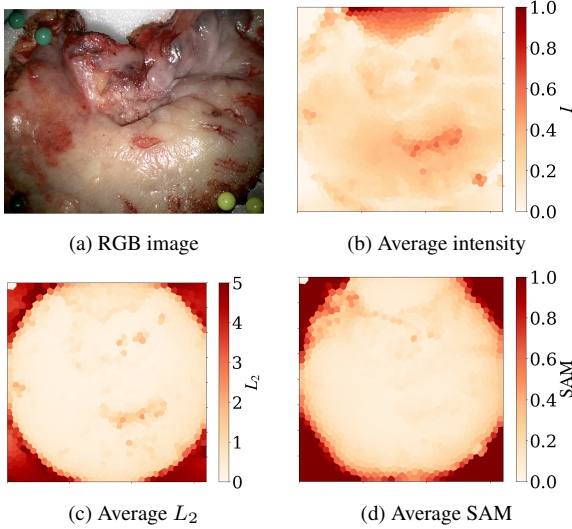 1.0
0.8
0.6
0.4
0.2
0.0
I
(a) RGB image
(b) Average intensity
5
4
3
2
1
0
L₂
1.0
0.8
0.6
0.4
0.2
0.0
SAM
(c) Average L₂
(d) Average SAM